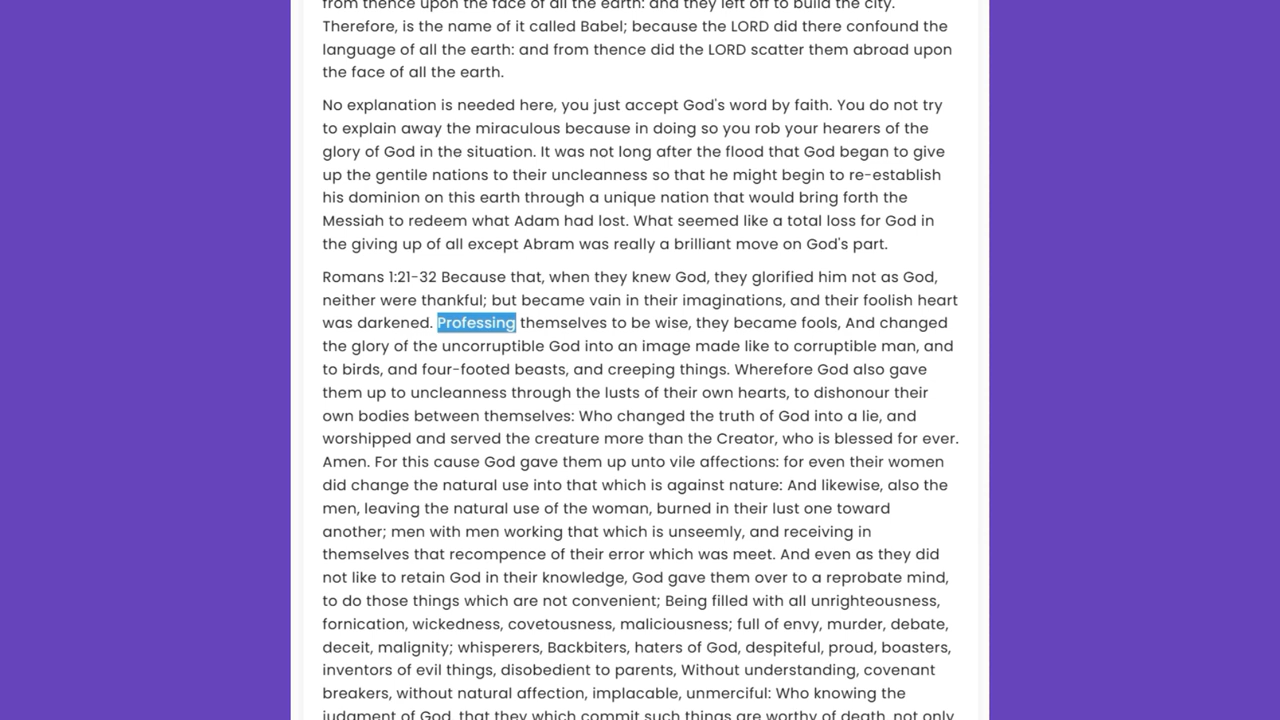 from thence upon the face of all the earth: and they left off to build the city.
Therefore, is the name of it called Babel; because the LORD did there confound the
language of all the earth: and from thence did the LORD scatter them abroad upon
the face of all the earth.
No explanation is needed here, you just accept God's word by faith. You do not try
to explain away the miraculous because in doing so you rob your hearers of the
glory of God in the situation. It was not long after the flood that God began to give
up the gentile nations to their uncleanness so that he might begin to re-establish
his dominion on this earth through a unique nation that would bring forth the
Messiah to redeem what Adam had lost. What seemed like a total loss for God in
the giving up of all except Abram was really a brilliant move on God's part.
Romans 1:21-32 Because that, when they knew God, they glorified him not as God,
neither were thankful; but became vain in their imaginations, and their foolish heart
was darkened. Professing themselves to be wise, they became fools, And changed
the glory of the uncorruptible God into an image made like to corruptible man, and
to birds, and four-footed beasts, and creeping things. Wherefore God also gave
them up to uncleanness through the lusts of their own hearts, to dishonour their
own bodies between themselves: Who changed the truth of God into a lie, and
worshipped and served the creature more than the Creator, who is blessed for ever.
Amen. For this cause God gave them up unto vile affections: for even their women
did change the natural use into that which is against nature: And likewise, also the
men, leaving the natural use of the woman, burned in their lust one toward
another; men with men working that which is unseemly, and receiving in
themselves that recompence of their error which was meet. And even as they did
not like to retain God in their knowledge, God gave them over to a reprobate mind,
to do those things which are not convenient; Being filled with all unrighteousness,
fornication, wickedness, covetousness, maliciousness; full of envy, murder, debate,
deceit, malignity; whisperers, Backbiters, haters of God, despiteful, proud, boasters,
inventors of evil things, disobedient to parents, Without understanding, covenant
breakers, without natural affection, implacable, unmerciful: Who knowing the
judgment of God, that they which commit such things are worthy of death, not only